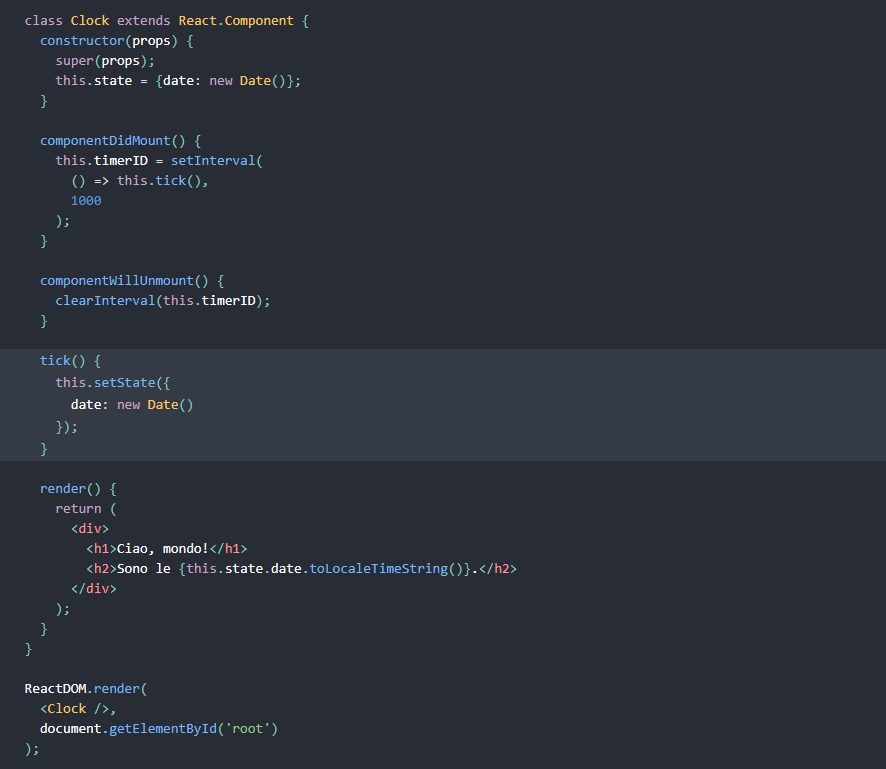 class Clock extends React.Component {
  constructor(props) {
    super(props);
    this.state = {date: new Date()};
  }

  componentDidMount() {
    this.timerID = setInterval(
      () => this.tick(),
      1000
    );
  }

  componentWillUnmount() {
    clearInterval(this.timerID);
  }

  tick() {
    this.setState({
      date: new Date()
    });
  }

  render() {
    return (
      <div>
        <h1>Ciao, mondo!</h1>
        <h2>Sono le {this.state.date.toLocaleTimeString()}.</h2>
      </div>
    );
  }
}

ReactDOM.render(
  <Clock />,
  document.getElementById('root')
);